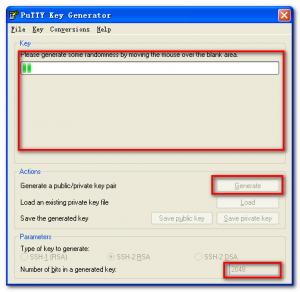 PuTTY Key Generator
File Key Conversions Help
Key
Please generate some randomness by moving the mouse over the blank area.
Actions
Generate a public/private key pair
Generate
Load an existing private key file
Load
Save the generated key
Save public key
Save private key
Parameters
Type of key to generate:
SSH-1 (RSA)
SSH-2 RSA
SSH-2 DSA
Number of bits in a generated key:
2048